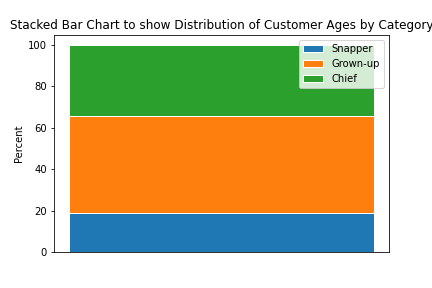 Stacked Bar Chart to show Distribution of Customer Ages by Category
100
80
60
40
20
0
Percent
Snapper
Grown-up
Chief